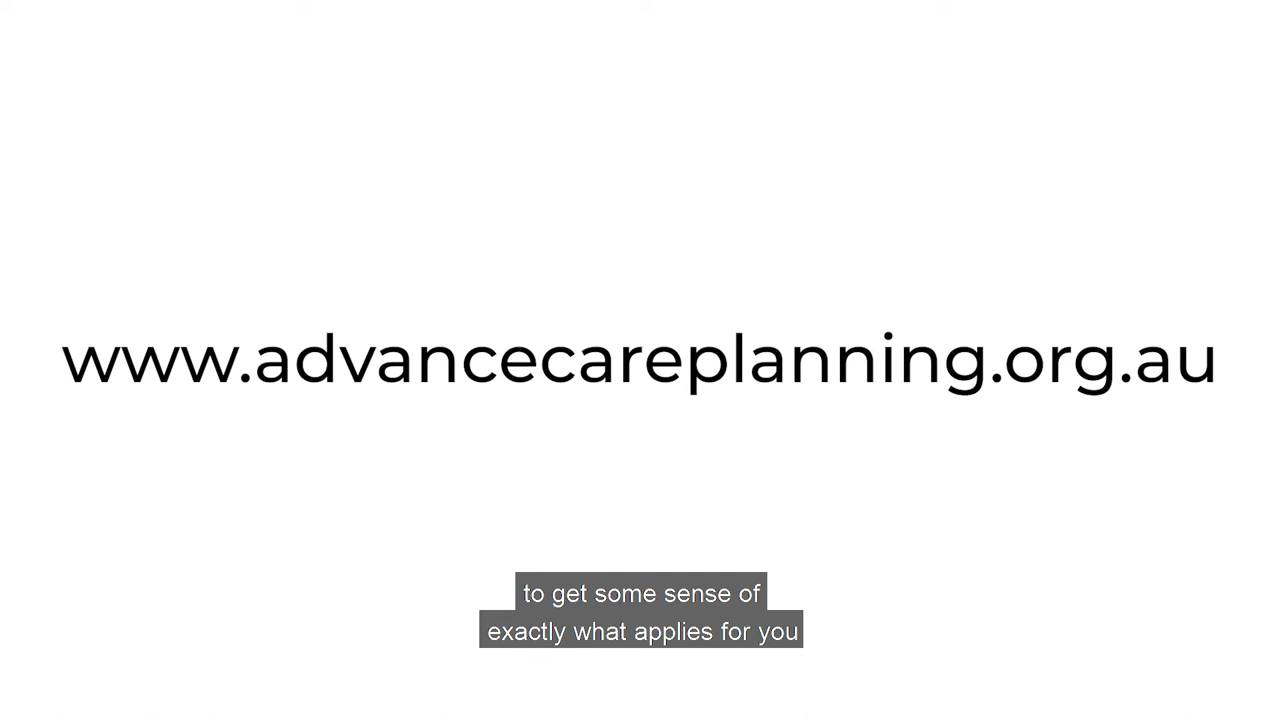 www.advancecareplanning.org.au
to get some sense of
exactly what applies for you